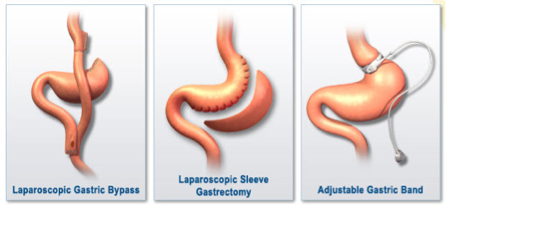 Laparoscopic Gastric Bypass
Laparoscopic Sleeve
Gastrectomy
Adjustable Gastric Band